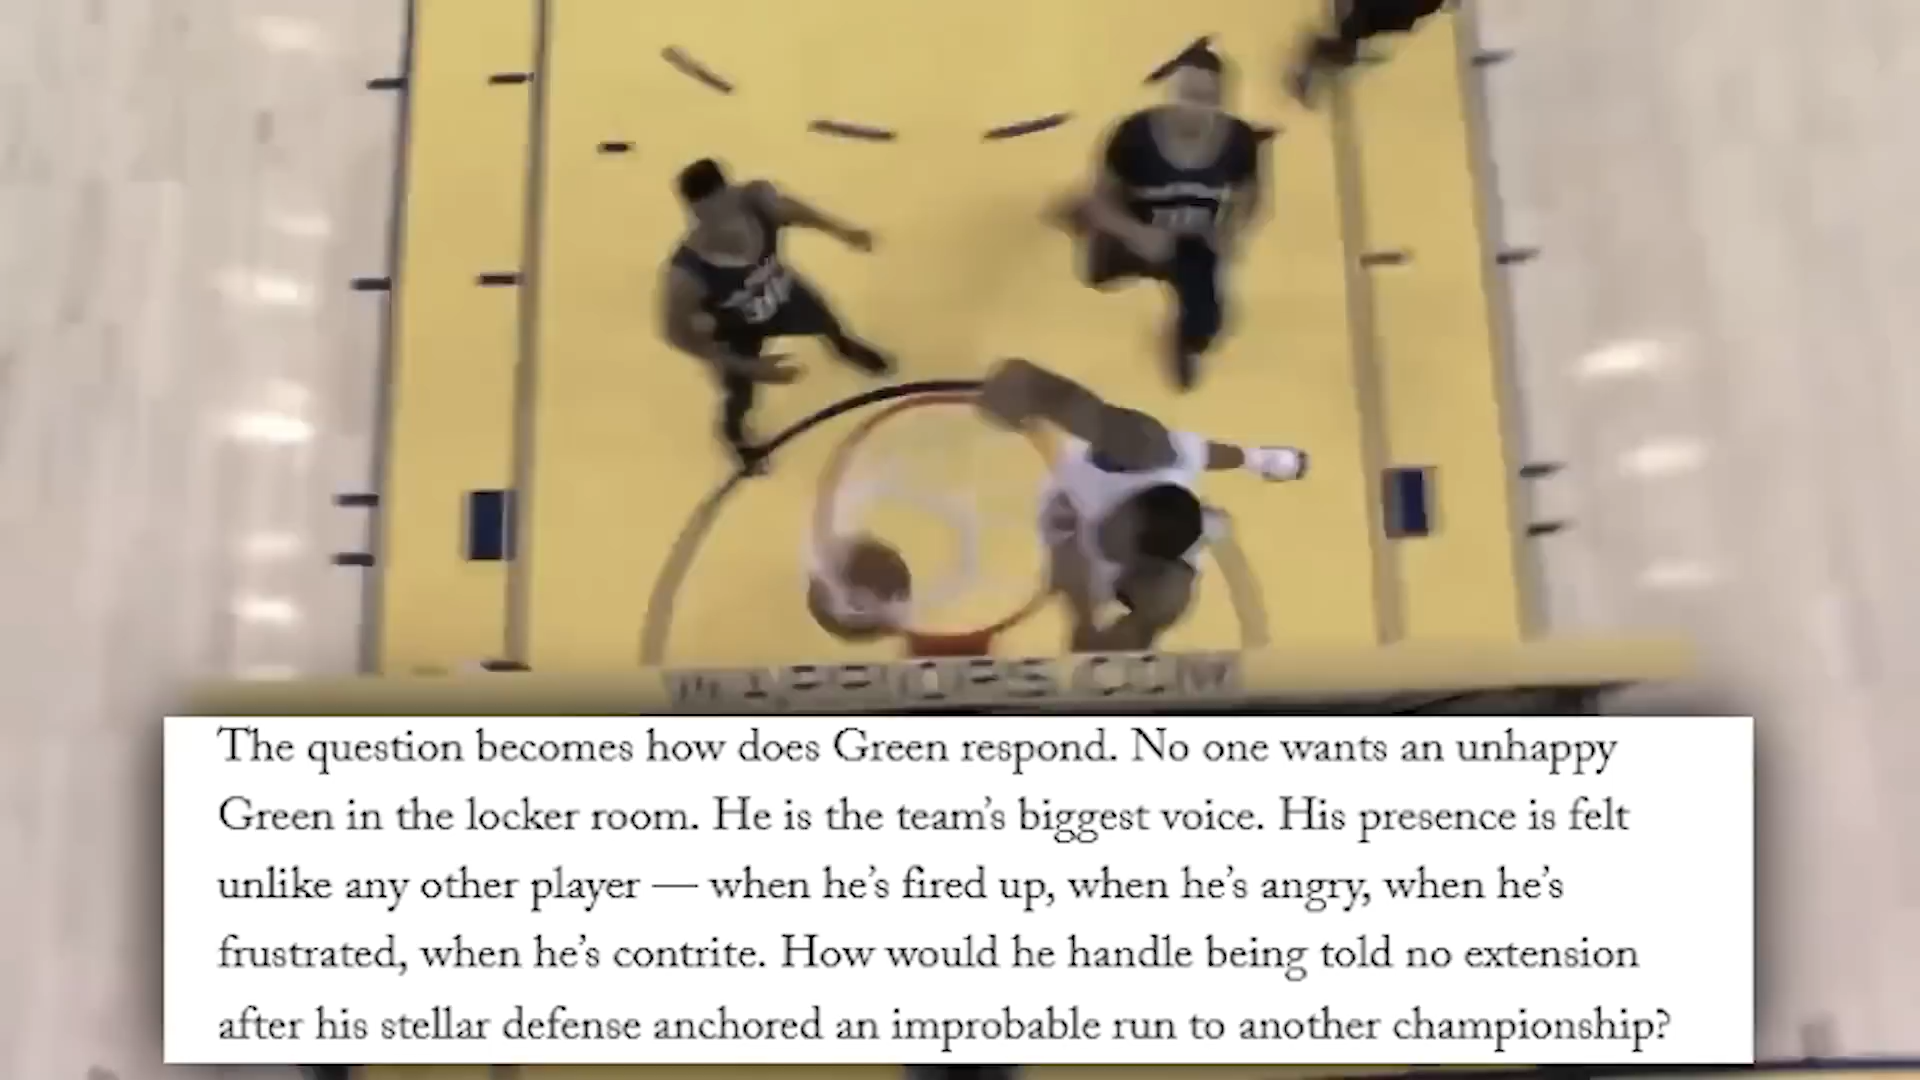 WARRIORS.COM
The question becomes how does Green respond. No one wants an unhappy
Green in the locker room. He is the team’s biggest voice. His presence is felt
unlike any other player — when he’s fired up, when he’s angry, when he’s
frustrated, when he’s contrite. How would he handle being told no extension
after his stellar defense anchored an improbable run to another championship?